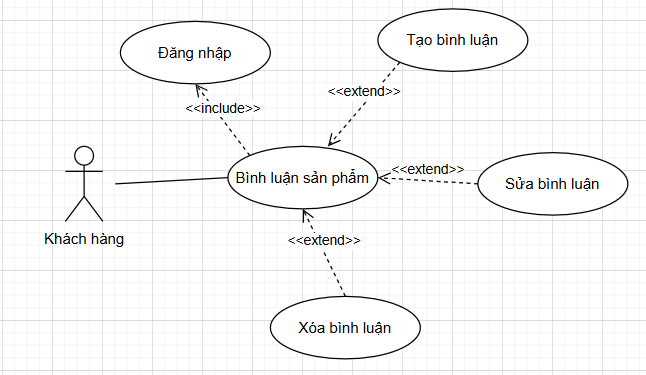 Đăng nhập
Tạo bình luận
<<extend>>
<<include>>
Bình luận sản phẩm
<<extend>>
Sửa bình luận
Khách hàng
<<extend>>
Xóa bình luận